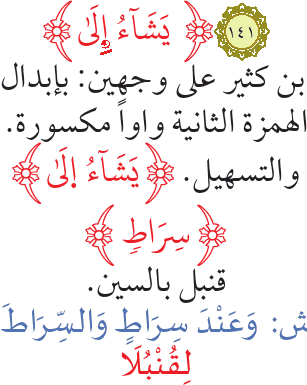 ١٤١ ﴿ يَشَآءُ إِلَىٰ ﴾
بن كثير على وجهين: بإبدال
الهمزة الثانية واواً مكسورة.
والتسهيل. ﴿ يَشَآءُ اِلَىٰ ﴾
﴿ سِرَاطٍ ﴾
قنبل بالسين.
ش: وَعَنْدَ سِرَاطٍ وَالسِّرَاطَ
لِقُنْبُلَا